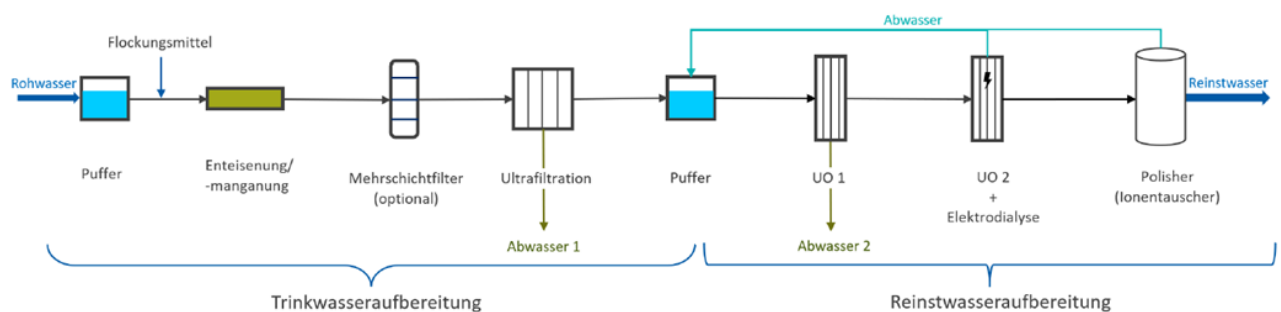 Abwasser
Flockungsmittel
Rohwasser
Reinstwasser
Puffer
Enteisenung/
-manganung
Mehrschichtfilter
(optional)
Ultrafiltration
Puffer
UO 1
UO 2
+
Elektrodialyse
Polisher
(Ionentauscher)
Abwasser 1
Abwasser 2
Trinkwasseraufbereitung
Reinstwasseraufbereitung